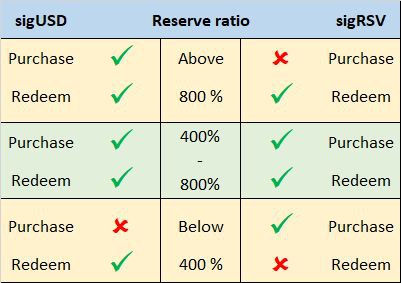 sigUSD Reserve ratio sigRSV
Purchase ✓ Above ✘ Purchase
Redeem ✓ 800 % ✓ Redeem
Purchase ✓ 400% ✓ Purchase
-
Redeem ✓ 800% ✓ Redeem
Purchase ✘ Below ✓ Purchase
Redeem ✓ 400 % ✘ Redeem